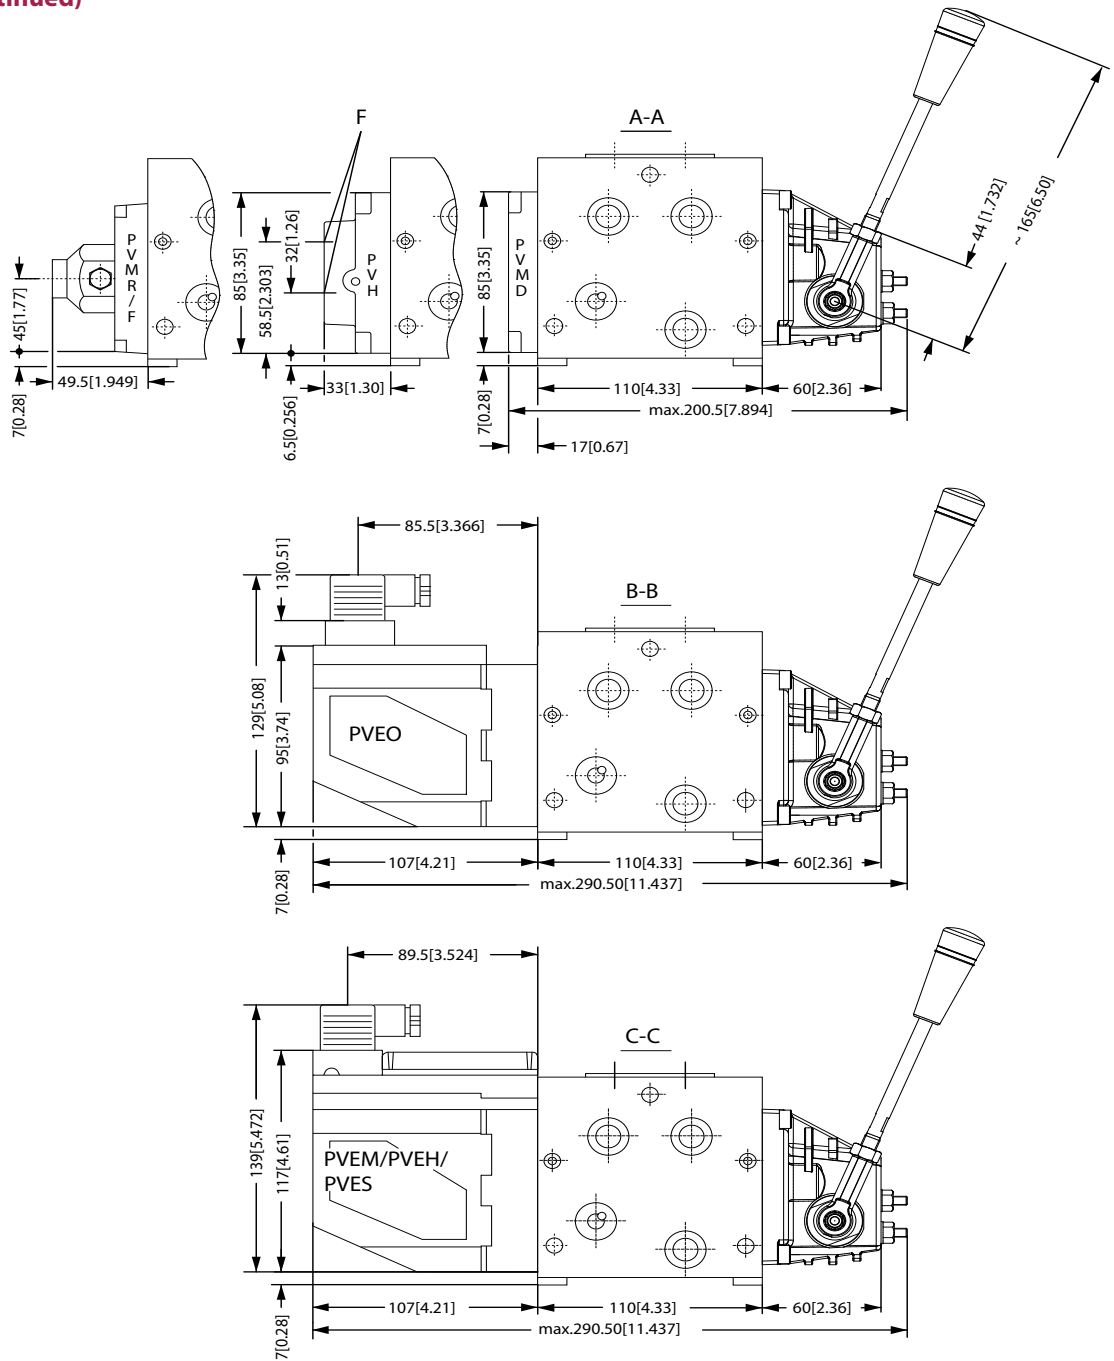 tinued)
F
A-A
PVMR/F
PVH
PVMD
45[1.77]
7[0.28]
49.5[1.949]
85[3.35]
58.5[2.303]
32[1.26]
6.5[0.256]
33[1.30]
85[3.35]
7[0.28]
110[4.33]
60[2.36]
max.200.5[7.894]
17[0.67]
44 [1.732]
~ 165[6.50]
85.5[3.366]
13[0.51]
B-B
129[5.08]
95[3.74]
PVEO
7[0.28]
107[4.21]
110[4.33]
60[2.36]
max.290.50[11.437]
89.5[3.524]
C-C
139[5.472]
117[4.61]
PVEM/PVEH/
PVES
7[0.28]
107[4.21]
110[4.33]
60[2.36]
max.290.50[11.437]